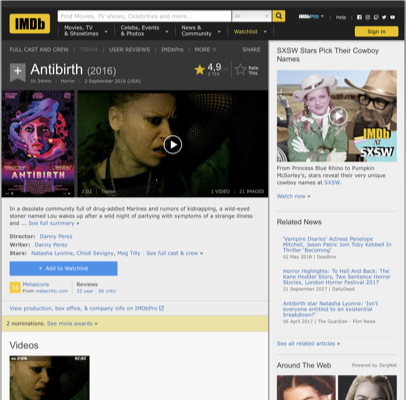 IMDb
Find Movies, TV shows, Celebrities and more...
All
IMDbPro
Help
Movies, TV & Showtimes
Celebs, Events & Photos
News & Community
Watchlist
Sign in
FULL CAST AND CREW | TRIVIA | USER REVIEWS | IMDbPro | MORE
SHARE
Antibirth (2016)
1h 34min | Horror | 2 September 2016 (USA)
4,9
Rate This
ANTIBIRTH
2:02 | Trailer
1 VIDEO | 21 IMAGES
In a desolate community full of drug-addled Marines and rumors of kidnapping, a wild-eyed
stoner named Lou wakes up after a wild night of partying with symptoms of a strange illness
and ... See full summary »
Director: Danny Perez
Writer: Danny Perez
Stars: Natasha Lyonne, Chloë Sevigny, Meg Tilly | See full cast & crew »
+ Add to Watchlist
Metascore
From metacritic.com
Reviews
32 user | 56 critic
View production, box office, & company info on IMDbPro
2 nominations. See more awards »
Videos
02:02
SXSW Stars Pick Their Cowboy
Names
IMDb
at
SXSW
From Princess Blue Rhino to Pumpkin
McSorley's, stars reveal their very unique
cowboy names at SXSW.
Watch now »
Related News
'Vampire Diaries' Actress Penelope
Mitchell, Jason Patric Join Toby Kebbell in
Thriller 'Becoming'
02 May 2018 | Deadline
Horror Highlights: To Hell And Back: The
Kane Hodder Story, Two Sentence Horror
Stories, London Horror Festival 2017
21 September 2017 | DailyDead
Antibirth star Natasha Lyonne: 'Isn't
everyone entitled to an existential
breakdown?'
06 April 2017 | The Guardian - Film News
See all related articles »
Around The Web
Powered by ZergNet